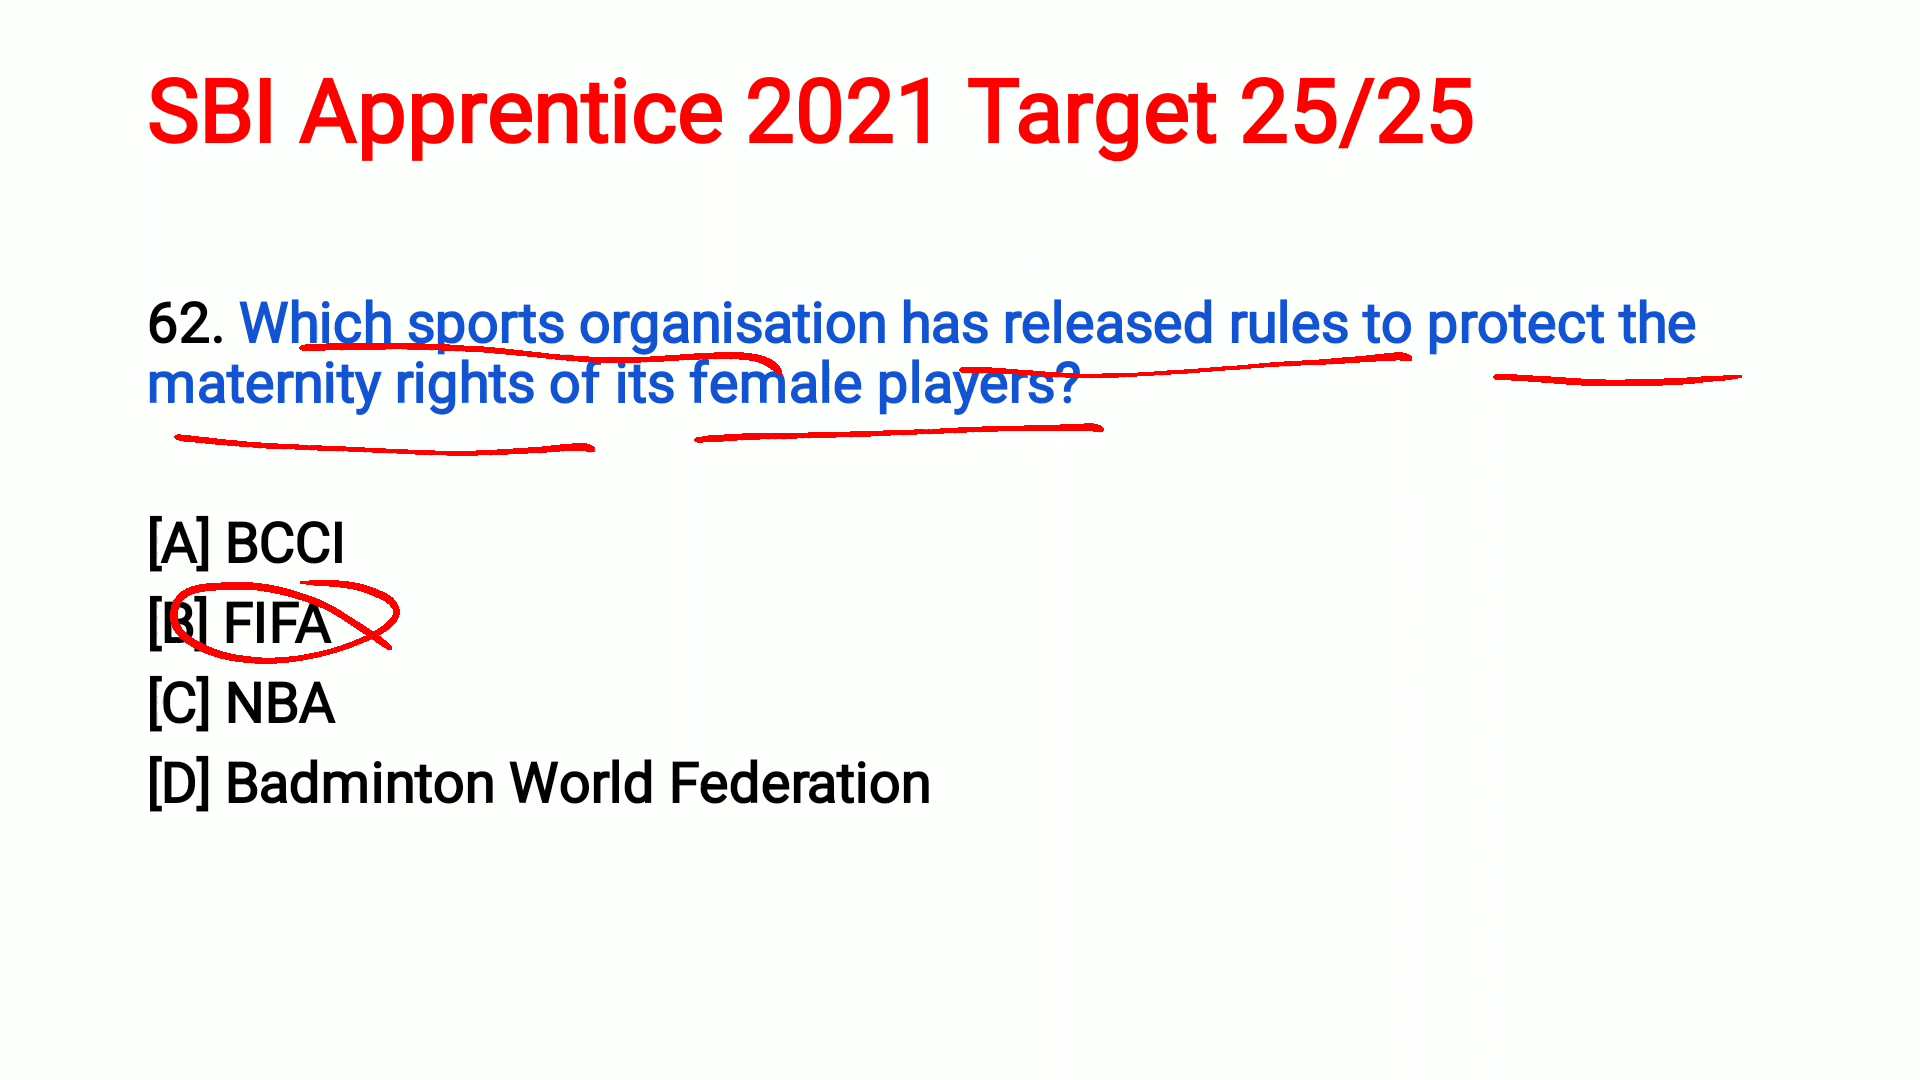 SBI Apprentice 2021 Target 25/25
62. Which sports organisation has released rules to protect the
maternity rights of its female players?
[A] BCCI
[B] FIFA
[C] NBA
[D] Badminton World Federation